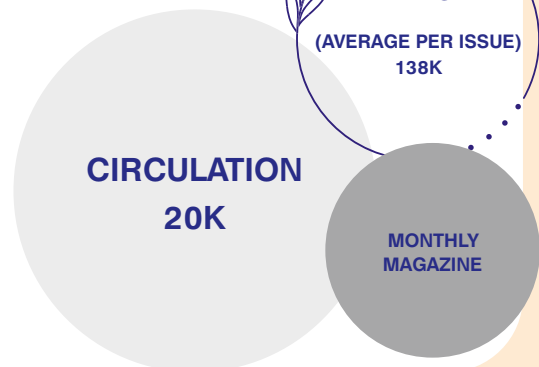 (AVERAGE PER ISSUE)
138K
CIRCULATION
20K
MONTHLY
MAGAZINE